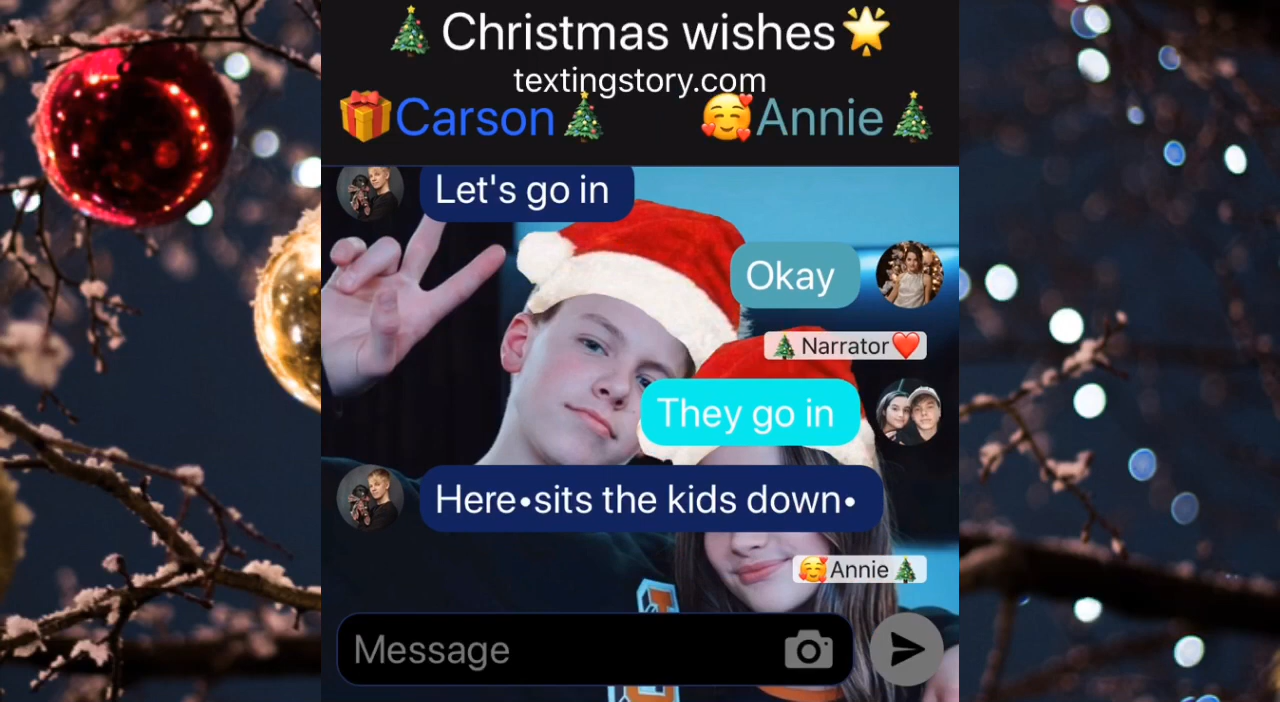 🎄Christmas wishes🌟
textingstory.com
🎁Carson🎄 🥰Annie🎄
Let's go in
Okay
🎄Narrator❤️
They go in
Here•sits the kids down•
🥰Annie🎄
Message